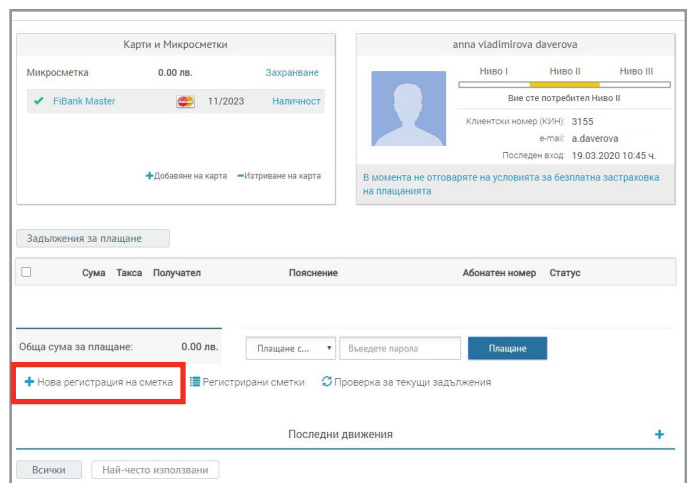 Карти и Микросметки
Микросметка 0.00 лв. Захранване
FiBank Master MasterCard 11/2023 Наличност
Добавяне на карта Изтриване на карта
anna vladimirova daverova
Ниво I Ниво II Ниво III
Вие сте потребител Ниво II
Клиентски номер (КИН): 3155
e-mail: a.daverova
Последен вход: 19.03.2020 10:45 ч.
В момента не отговаряте на условията за безплатна застраховка
на плащанията
Задължения за плащане
Сума Такса Получател Пояснение Абонатен номер Статус
Обща сума за плащане: 0.00 лв. Плащане с... Въведете парола Плащане
Нова регистрация на сметка Регистрирани сметки Проверка за текущи задължения
Последни движения
Всички Най-често използвани